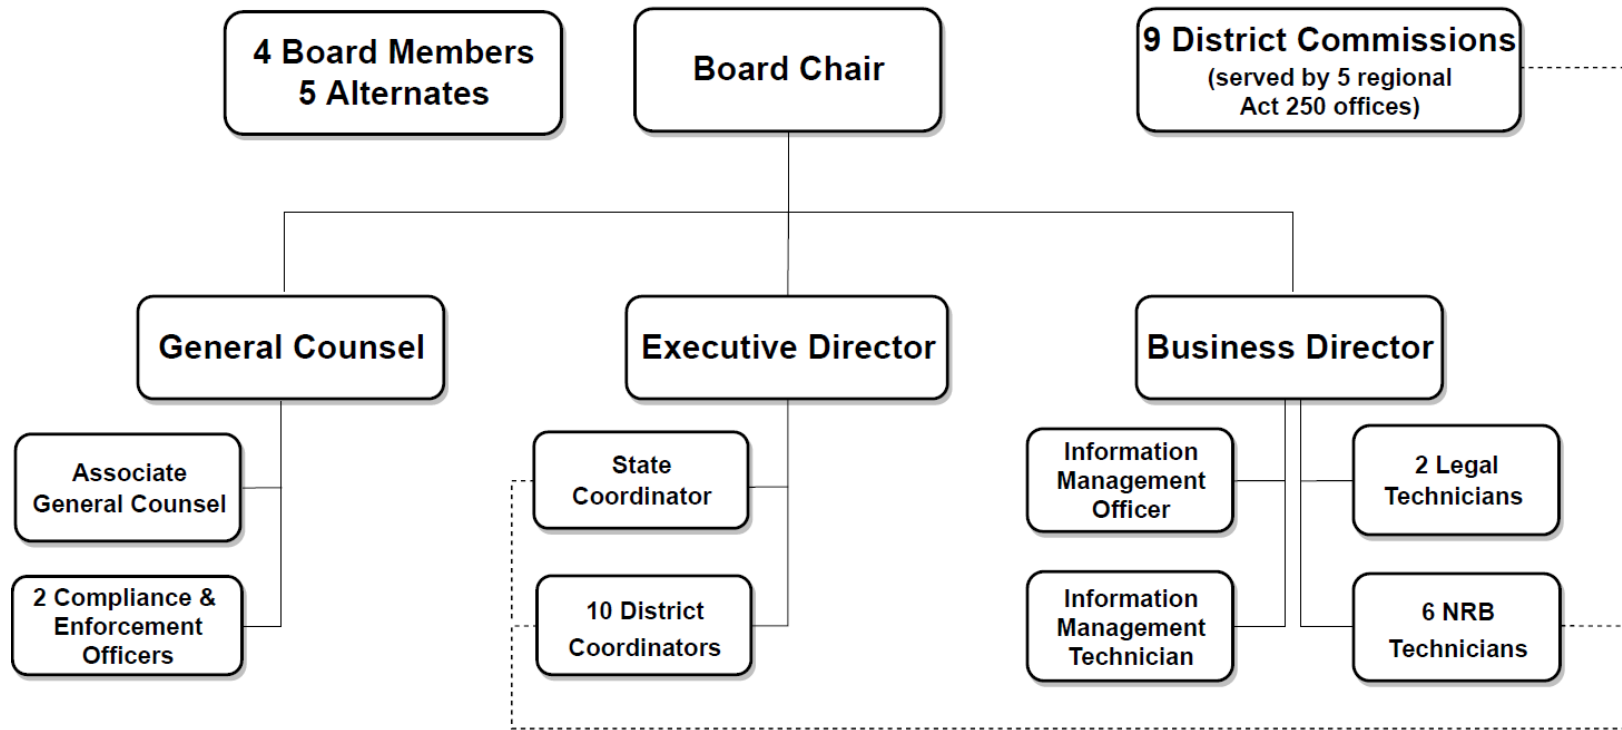 4 Board Members
5 Alternates
Board Chair
9 District Commissions
(served by 5 regional
Act 250 offices)
General Counsel
Executive Director
Business Director
Associate
General Counsel
State
Coordinator
Information
Management
Officer
2 Legal
Technicians
2 Compliance &
Enforcement
Officers
10 District
Coordinators
Information
Management
Technician
6 NRB
Technicians